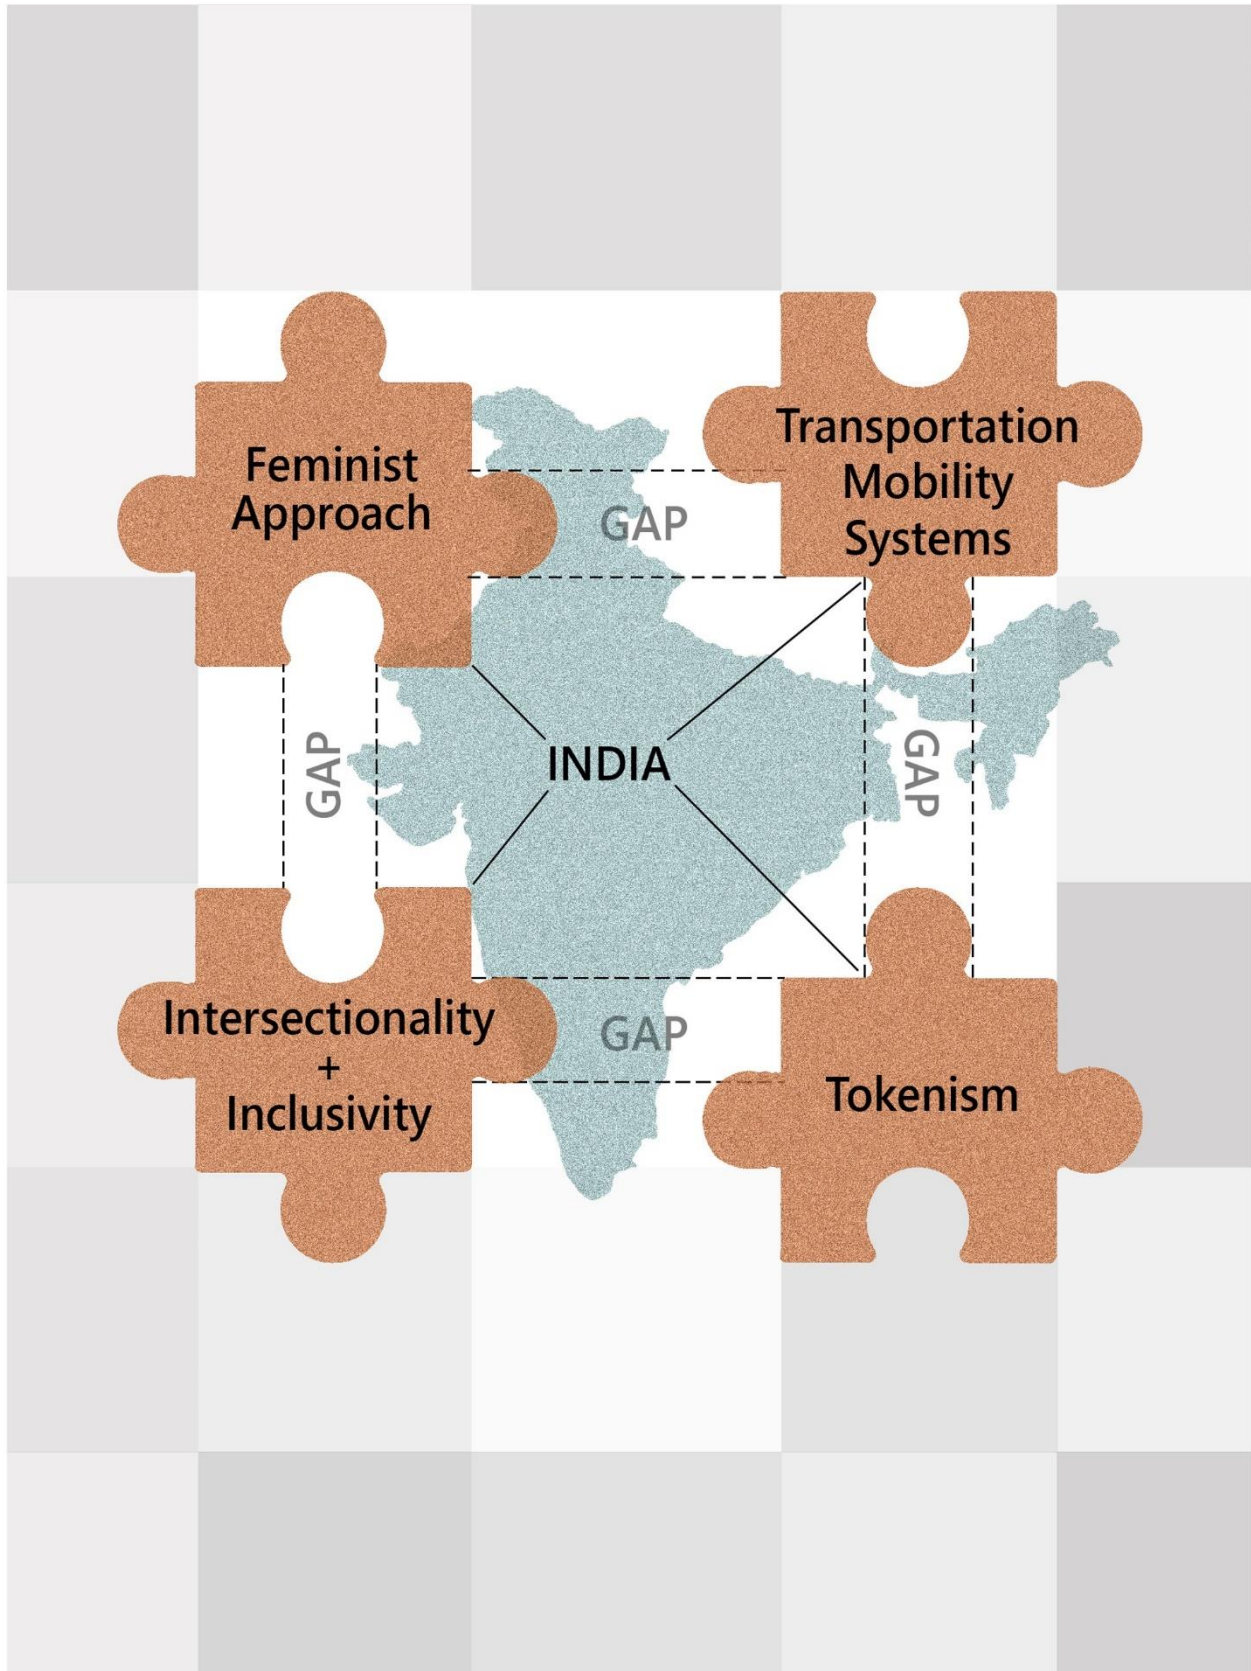 Feminist
Approach
GAP
Transportation
Mobility
Systems
GAP
INDIA
GAP
Intersectionality
+
Inclusivity
GAP
Tokenism